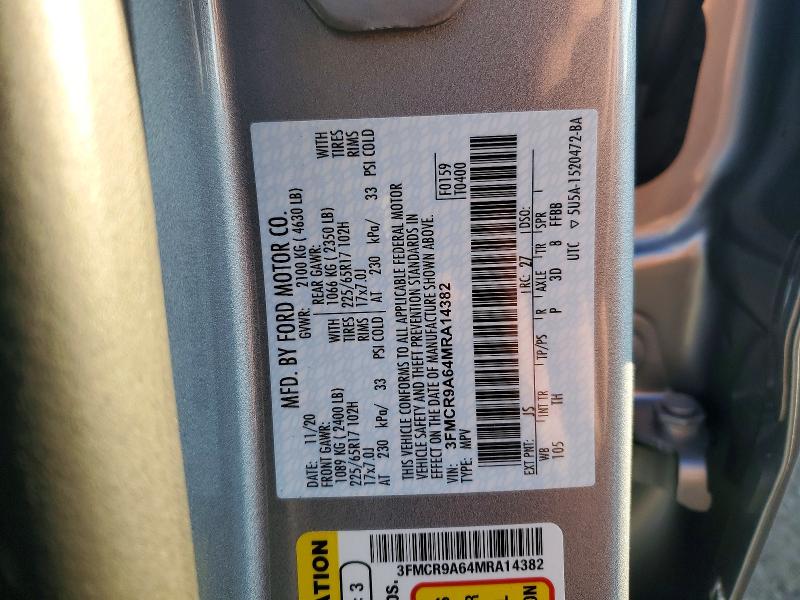 MFD. BY FORD MOTOR CO.
DATE: 11/20 GVWR: 2100 KG ( 4630 LB)
FRONT GAWR: REAR GAWR:
1089 KG ( 2400 LB) WITH 1066 KG ( 2350 LB) WITH
225/65R17 102H TIRES 225/65R17 102H TIRES
17x7.0J RIMS 17x7.0J RIMS
AT 230 kPa/ 33 PSI COLD AT 230 kPa/ 33 PSI COLD
THIS VEHICLE CONFORMS TO ALL APPLICABLE FEDERAL MOTOR
VEHICLE SAFETY AND THEFT PREVENTION STANDARDS IN
EFFECT ON THE DATE OF MANUFACTURE SHOWN ABOVE.
VIN: 3FMCR9A64MRA14382
TYPE: MPV
F0159
T0400
EXT PNT: JS RC: 27 DSO:
WB INT TR TP/PS R AXLE TR SPR
105 TH P 3D 8 FFBB
UTC ▽ 5U5A-1520472-BA
ATION
: 3
OS.
3FMCR9A64MRA14382